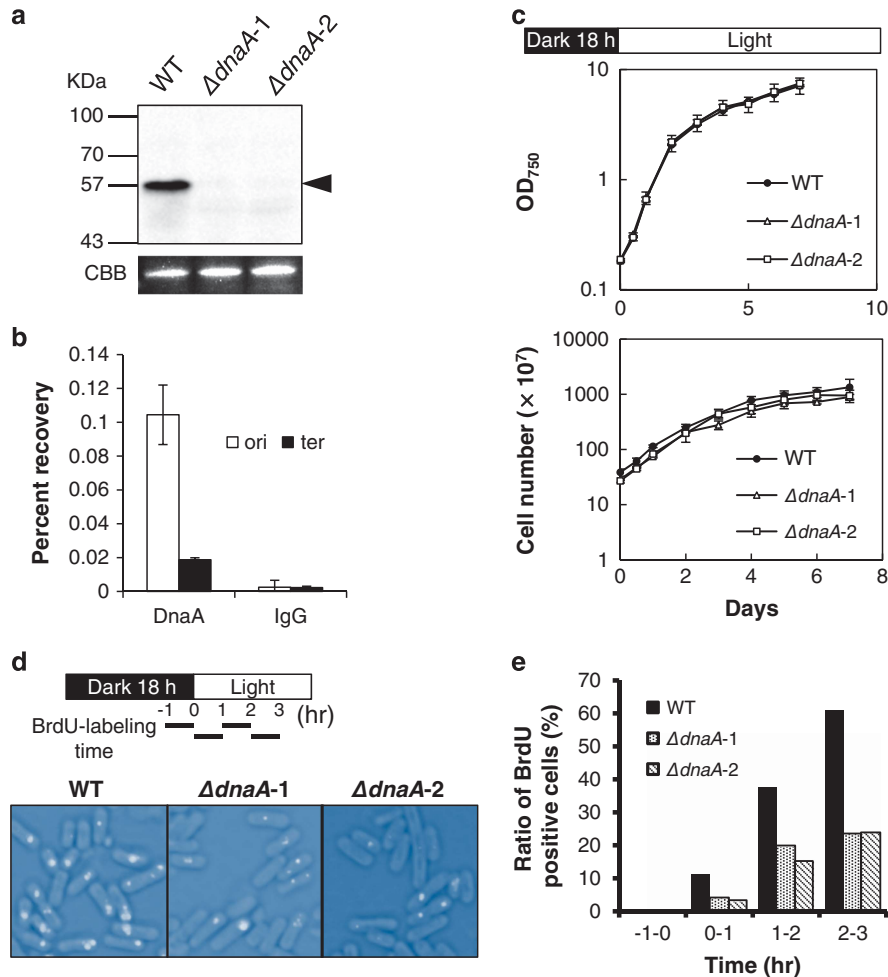 a
WT
ΔdnaA-1
ΔdnaA-2
KDa
100
70
57
43
CBB
b
Percent recovery
0.14
0.12
0.1
0.08
0.06
0.04
0.02
0
ori
ter
DnaA
IgG
c
Dark 18 h
Light
OD750
10
1
0.1
WT
ΔdnaA-1
ΔdnaA-2
0 5 10
Cell number (× 10⁷)
10000
1000
100
10
1
WT
ΔdnaA-1
ΔdnaA-2
0 2 4 6 8
Days
d
Dark 18 h
Light
-1 0 1 2 3 (hr)
BrdU-labeling
time
WT
ΔdnaA-1
ΔdnaA-2
e
Ratio of BrdU
positive cells (%)
70
60
50
40
30
20
10
0
WT
ΔdnaA-1
ΔdnaA-2
-1-0 0-1 1-2 2-3
Time (hr)